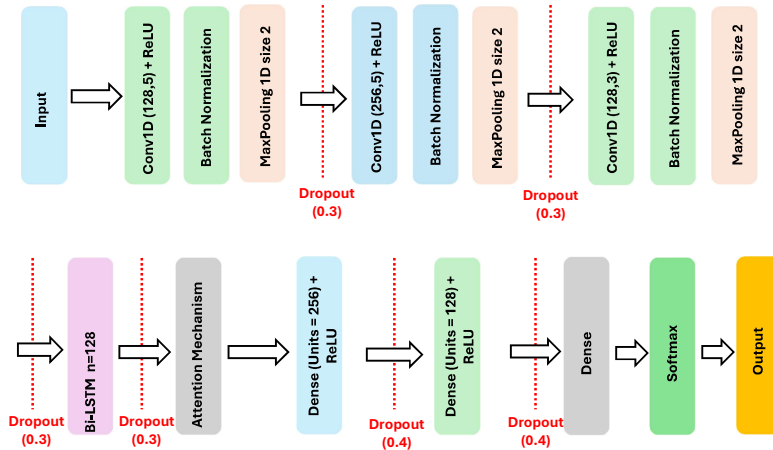 Input
Conv1D (128,5) + ReLU
Batch Normalization
MaxPooling 1D size 2
Dropout
(0.3)
Conv1D (256,5) + ReLU
Batch Normalization
MaxPooling 1D size 2
Dropout
(0.3)
Conv1D (128,3) + ReLU
Batch Normalization
MaxPooling 1D size 2
Dropout
(0.3)
Bi-LSTM n=128
Dropout
(0.3)
Attention Mechanism
Dense (Units = 256) +
ReLU
Dropout
(0.4)
Dense (Units = 128) +
ReLU
Dropout
(0.4)
Dense
Softmax
Output